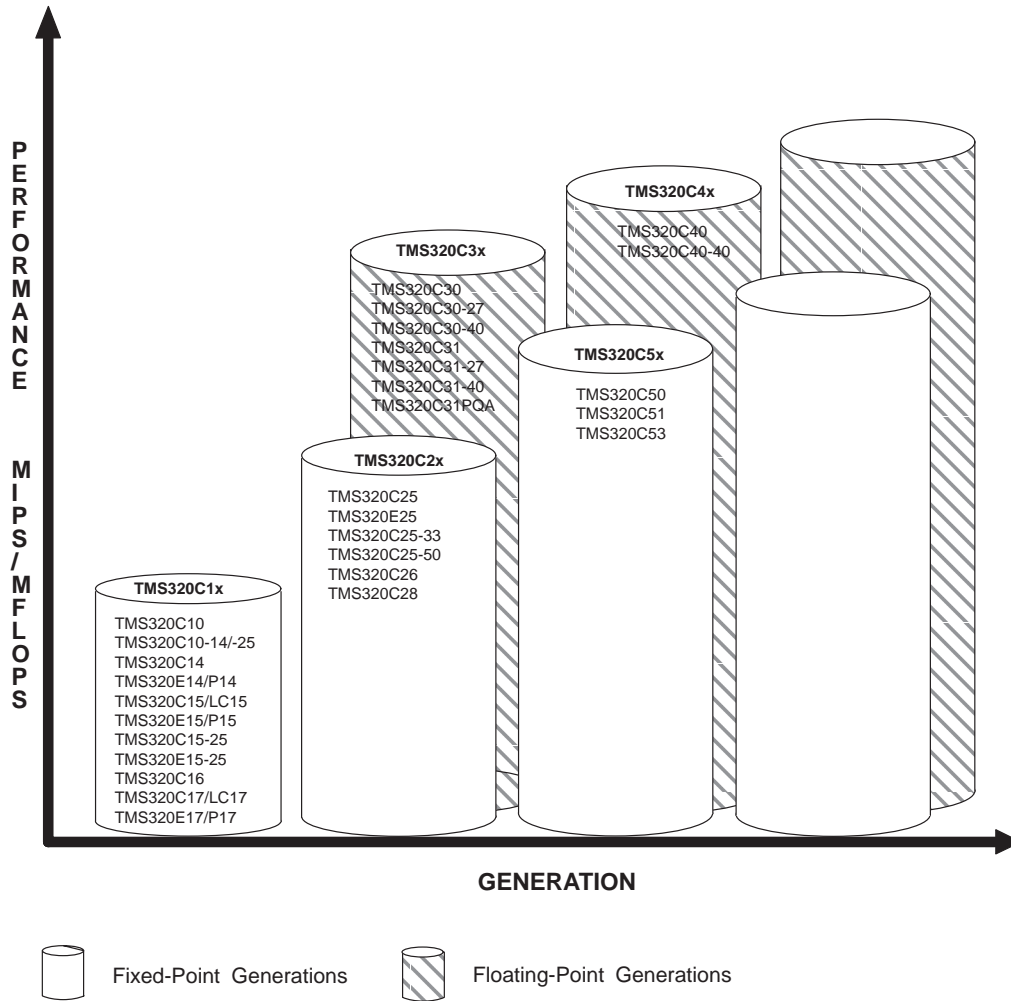 PERFORMANCE
MIPS/MFLOPS
TMS320C1x
TMS320C10
TMS320C10-14/-25
TMS320C14
TMS320E14/P14
TMS320C15/LC15
TMS320E15/P15
TMS320C15-25
TMS320E15-25
TMS320C16
TMS320C17/LC17
TMS320E17/P17
TMS320C2x
TMS320C25
TMS320E25
TMS320C25-33
TMS320C25-50
TMS320C26
TMS320C28
TMS320C3x
TMS320C30
TMS320C30-27
TMS320C30-40
TMS320C31
TMS320C31-27
TMS320C31-40
TMS320C31PQA
TMS320C5x
TMS320C50
TMS320C51
TMS320C53
TMS320C4x
TMS320C40
TMS320C40-40
GENERATION
Fixed-Point Generations
Floating-Point Generations